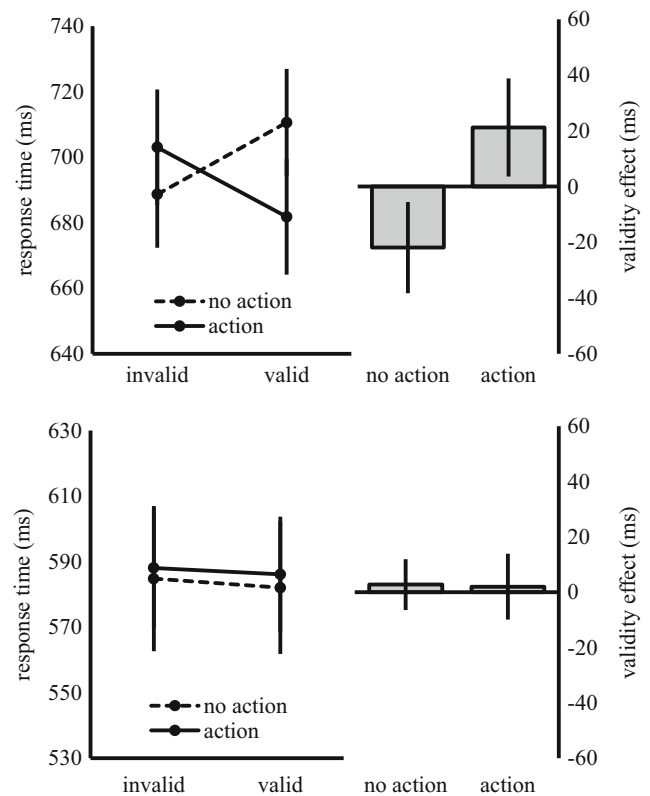 response time (ms)
740
720
700
680
660
640
no action
action
invalid
valid
60
40
20
0
-20
-40
-60
validity effect (ms)
no action
action
response time (ms)
630
610
590
570
550
530
no action
action
invalid
valid
60
40
20
0
-20
-40
-60
validity effect (ms)
no action
action